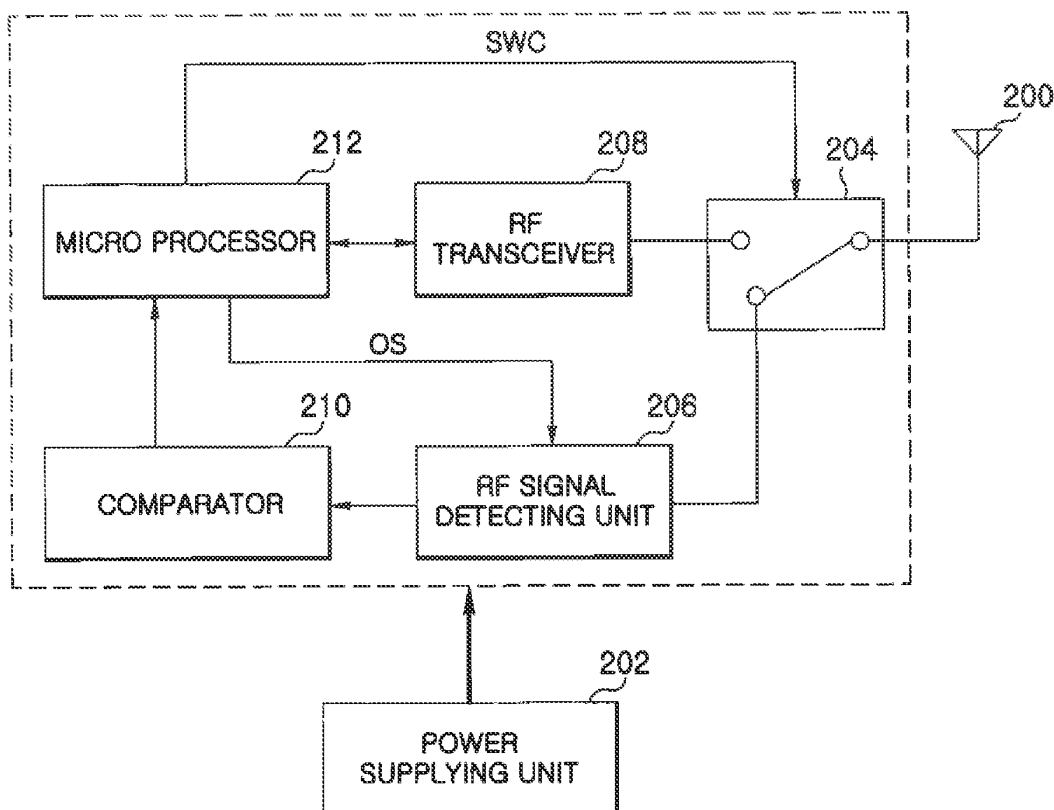 SWC
200
212
208
204
MICRO PROCESSOR
RF
TRANSCEIVER
OS
210
206
COMPARATOR
RF SIGNAL
DETECTING UNIT
202
POWER
SUPPLYING UNIT